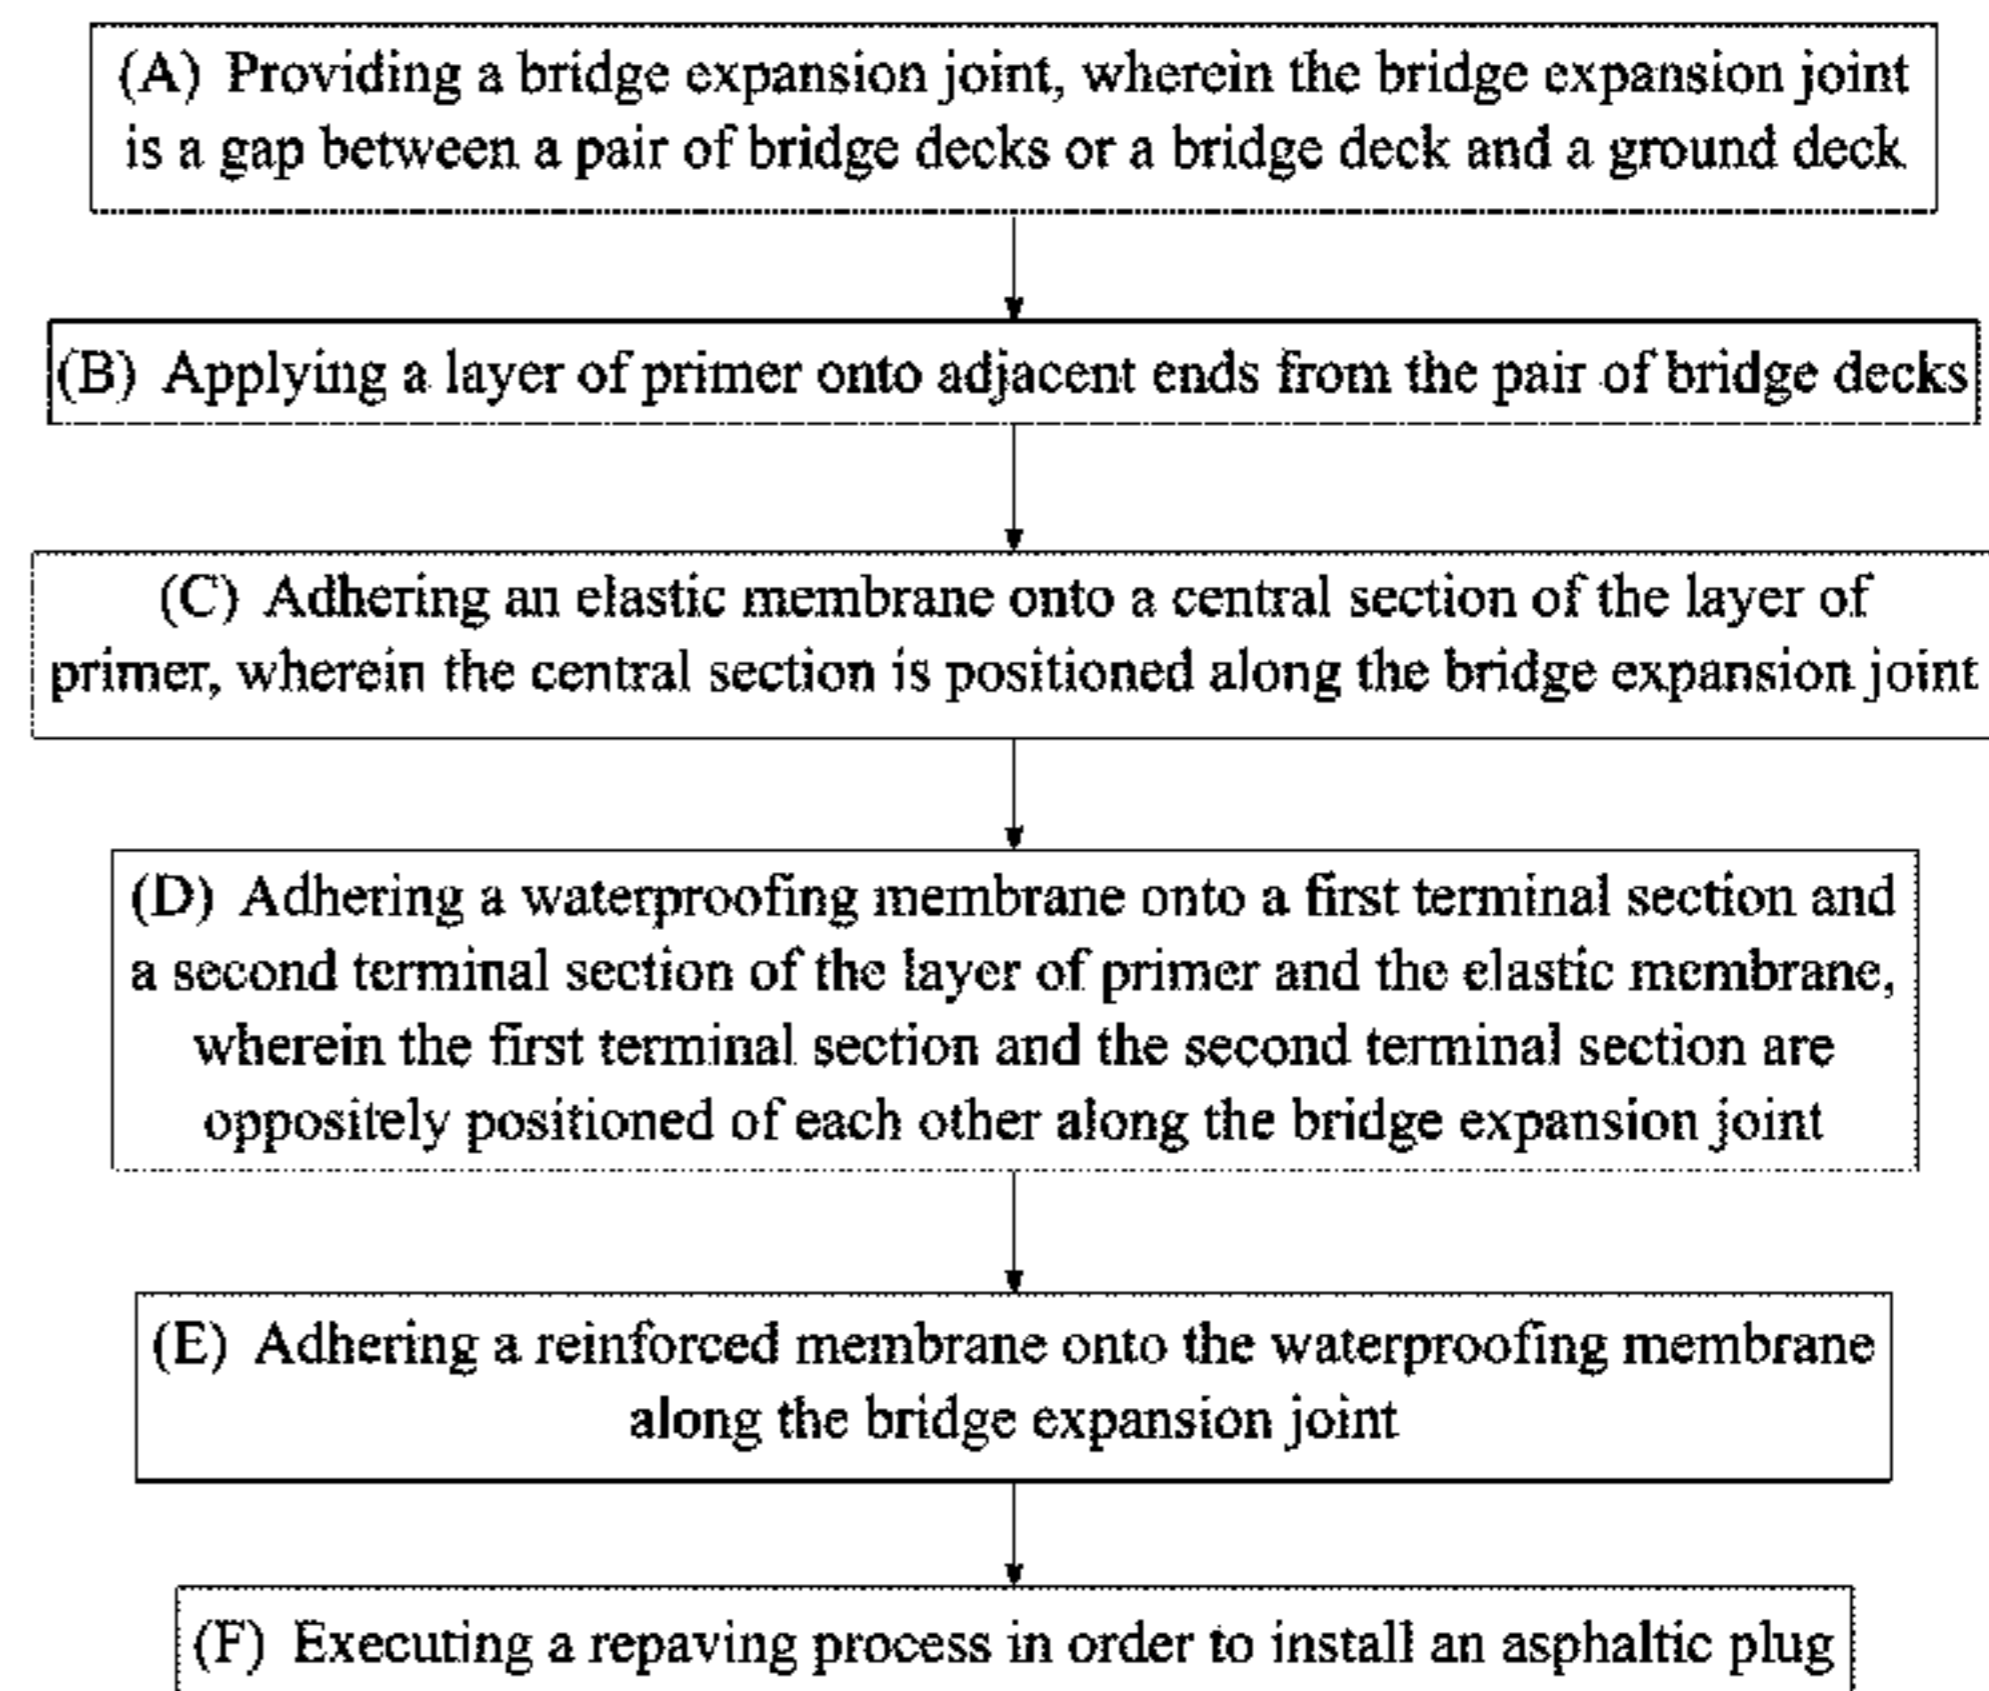 (A) Providing a bridge expansion joint, wherein the bridge expansion joint
is a gap between a pair of bridge decks or a bridge deck and a ground deck
(B) Applying a layer of primer onto adjacent ends from the pair of bridge decks
(C) Adhering an elastic membrane onto a central section of the layer of
primer, wherein the central section is positioned along the bridge expansion joint
(D) Adhering a waterproofing membrane onto a first terminal section and
a second terminal section of the layer of primer and the elastic membrane,
wherein the first terminal section and the second terminal section are
oppositely positioned of each other along the bridge expansion joint
(E) Adhering a reinforced membrane onto the waterproofing membrane
along the bridge expansion joint
(F) Executing a repaving process in order to install an asphaltic plug